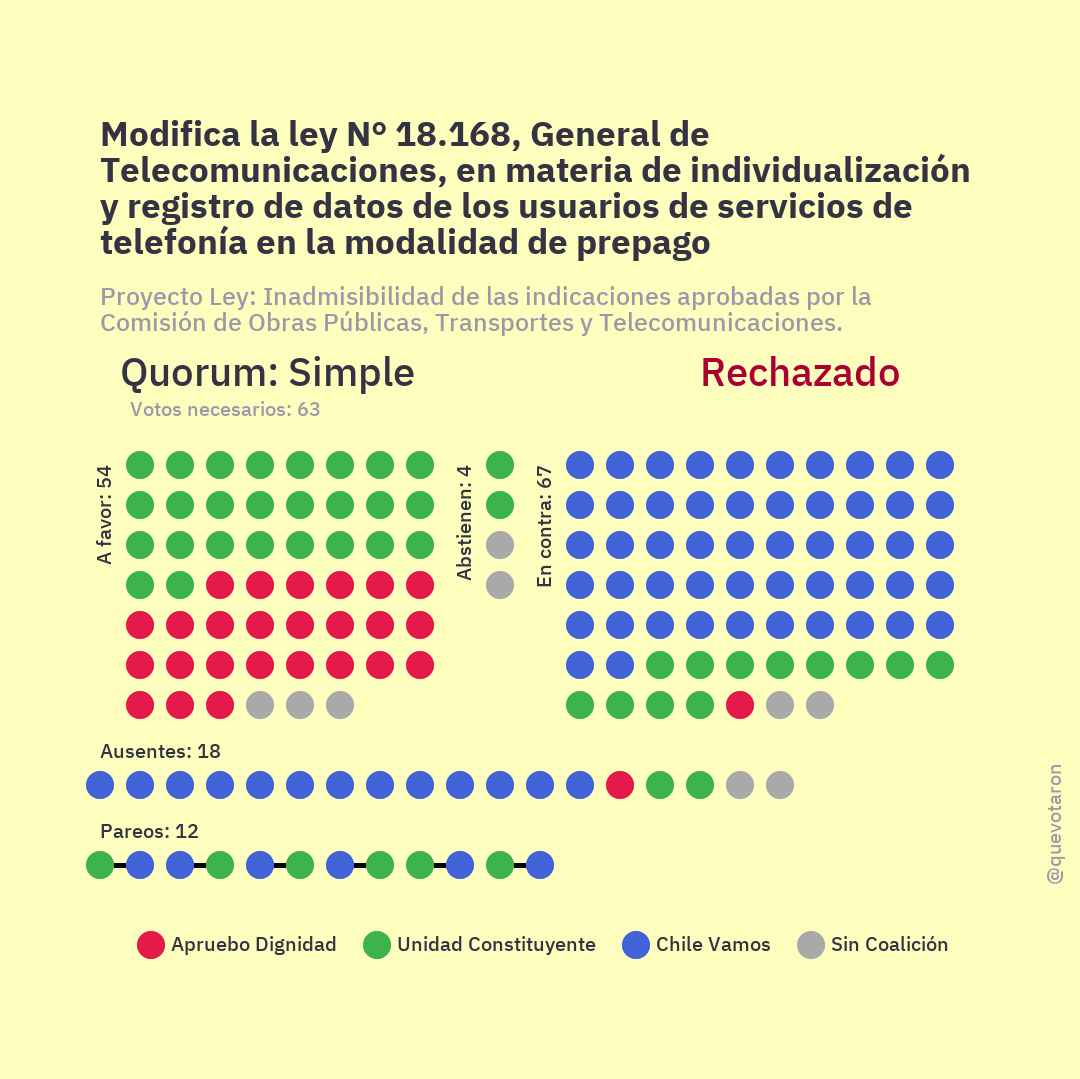 Modifica la ley Nº 18.168, General de
Telecomunicaciones, en materia de individualización
y registro de datos de los usuarios de servicios de
telefonía en la modalidad de prepago
Proyecto Ley: Inadmisibilidad de las indicaciones aprobadas por la
Comisión de Obras Públicas, Transportes y Telecomunicaciones.
Quorum: Simple
Rechazado
Votos necesarios: 63
A favor: 54
Abstienen: 4
En contra: 67
Ausentes: 18
Pareos: 12
@quevotaron
Apruebo Dignidad
Unidad Constituyente
Chile Vamos
Sin Coalición